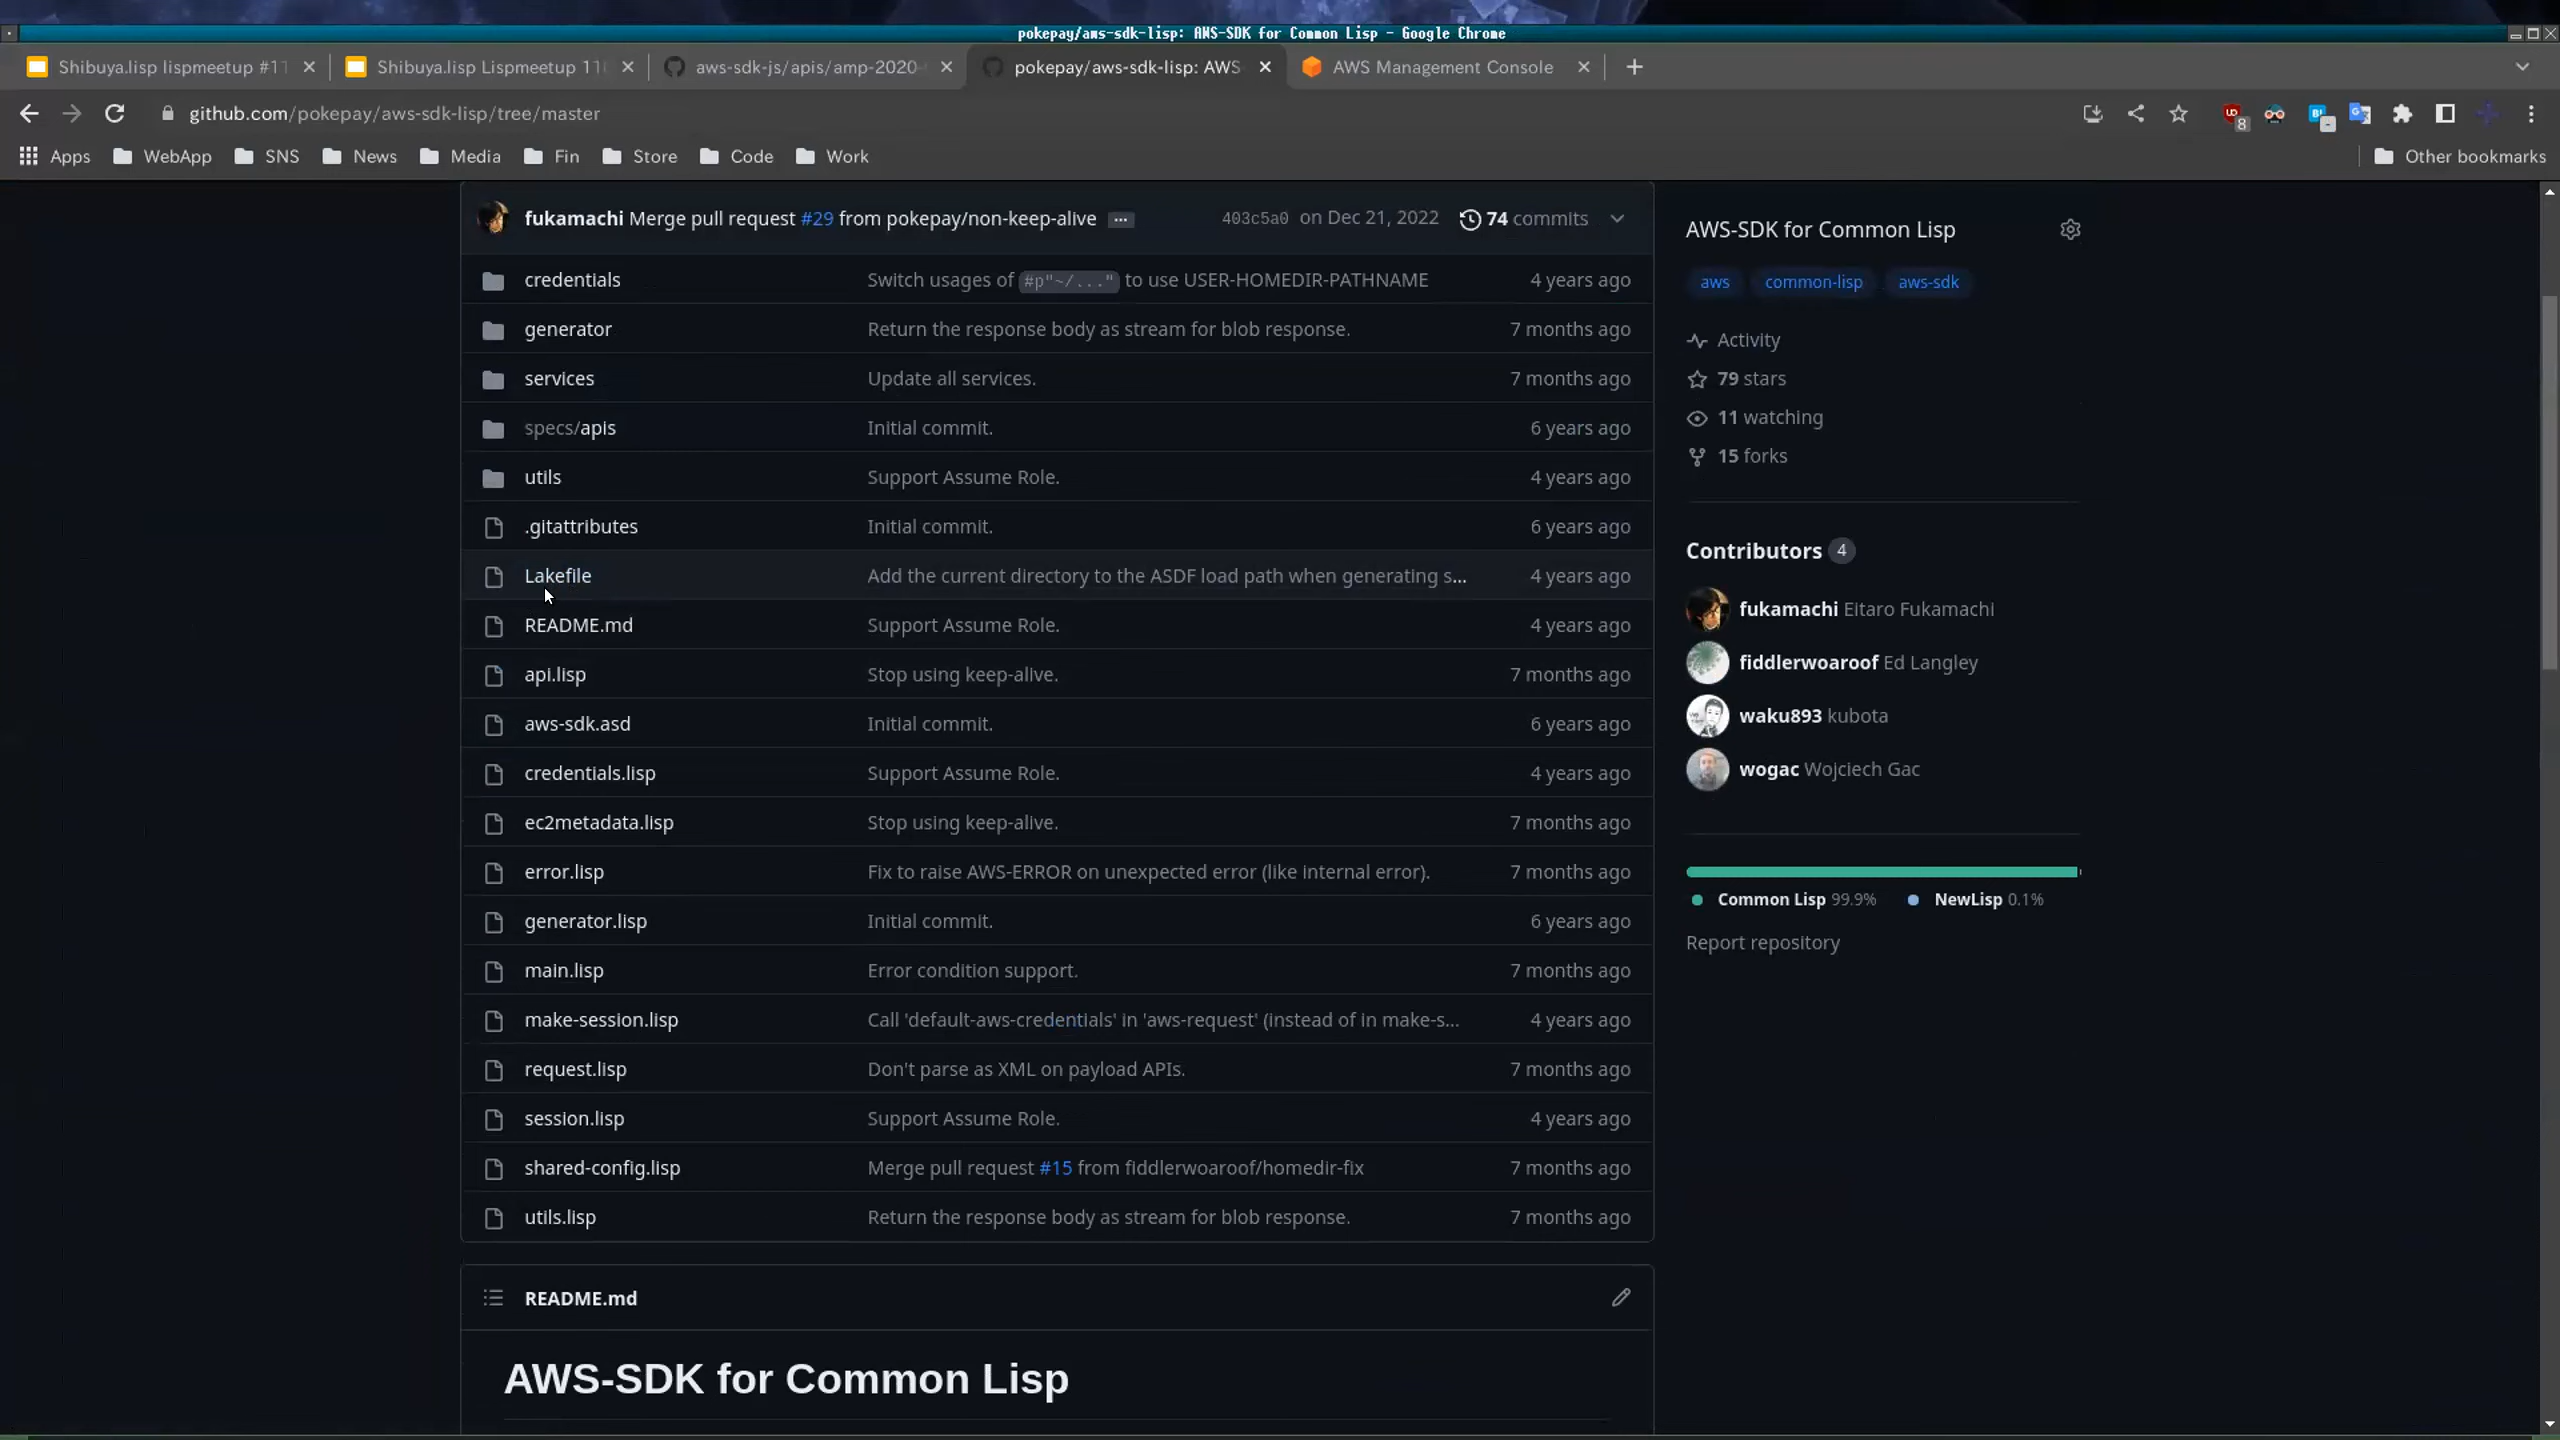 pokepay/aws-sdk-lisp: AWS-SDK for Common Lisp - Google Chrome
Shibuya.lisp lispmeetup #11
Shibuya.lisp Lispmeetup 11
aws-sdk-js/apis/amp-2020-
pokepay/aws-sdk-lisp: AWS
AWS Management Console
github.com/pokepay/aws-sdk-lisp/tree/master
8
Apps WebApp SNS News Media Fin Store Code Work Other bookmarks
fukamachi Merge pull request #29 from pokepay/non-keep-alive ... 403c5a0 on Dec 21, 2022 74 commits
credentials Switch usages of #p"~/..." to use USER-HOMEDIR-PATHNAME 4 years ago
generator Return the response body as stream for blob response. 7 months ago
services Update all services. 7 months ago
specs/apis Initial commit. 6 years ago
utils Support Assume Role. 4 years ago
.gitattributes Initial commit. 6 years ago
Lakefile Add the current directory to the ASDF load path when generating s... 4 years ago
README.md Support Assume Role. 4 years ago
api.lisp Stop using keep-alive. 7 months ago
aws-sdk.asd Initial commit. 6 years ago
credentials.lisp Support Assume Role. 4 years ago
ec2metadata.lisp Stop using keep-alive. 7 months ago
error.lisp Fix to raise AWS-ERROR on unexpected error (like internal error). 7 months ago
generator.lisp Initial commit. 6 years ago
main.lisp Error condition support. 7 months ago
make-session.lisp Call 'default-aws-credentials' in 'aws-request' (instead of in make-s... 4 years ago
request.lisp Don't parse as XML on payload APIs. 7 months ago
session.lisp Support Assume Role. 4 years ago
shared-config.lisp Merge pull request #15 from fiddlerwoaroof/homedir-fix 7 months ago
utils.lisp Return the response body as stream for blob response. 7 months ago
README.md
AWS-SDK for Common Lisp
AWS-SDK for Common Lisp
aws common-lisp aws-sdk
Activity
79 stars
11 watching
15 forks
Contributors 4
fukamachi Eitaro Fukamachi
fiddlerwoaroof Ed Langley
waku893 kubota
wogac Wojciech Gac
Common Lisp 99.9% NewLisp 0.1%
Report repository